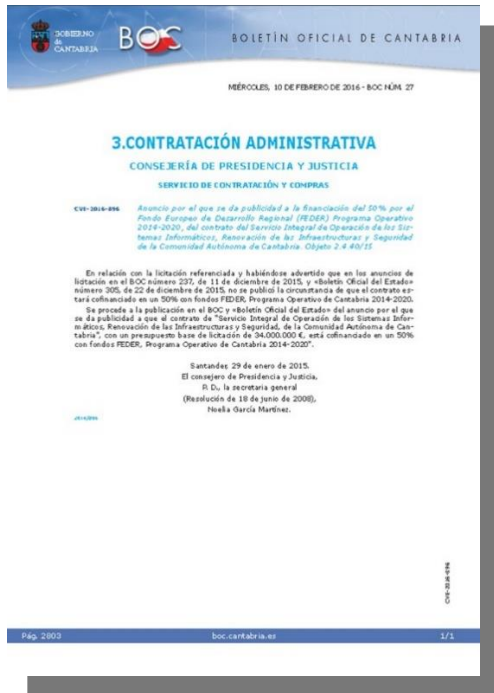 GOBIERNO
de
CANTABRIA
BOC
BOLETÍN OFICIAL DE CANTABRIA
MIÉRCOLES, 10 DE FEBRERO DE 2016 - BOC NÚM. 27
3.CONTRATACIÓN ADMINISTRATIVA
CONSEJERÍA DE PRESIDENCIA Y JUSTICIA
SERVICIO DE CONTRATACIÓN Y COMPRAS
CVE-2016-896
Anuncio por el que se da publicidad a la financiación del 50% por el
Fondo Europeo de Desarrollo Regional (FEDER) Programa Operativo
2014-2020, del contrato del Servicio Integral de Operación de los Sis-
temas Informáticos, Renovación de las Infraestructuras y Seguridad
de la Comunidad Autónoma de Cantabria. Objeto 2.4 40/15
En relación con la licitación referenciada y habiéndose advertido que en los anuncios de
licitación en el BOC número 237, de 11 de diciembre de 2015, y «Boletín Oficial del Estado»
número 305, de 22 de diciembre de 2015, no se publicó la circunstancia de que el contrato es-
tará cofinanciado en un 50% con fondos FEDER, Programa Operativo de Cantabria 2014-2020.
Se procede a la publicación en el BOC y «Boletín Oficial del Estado» del anuncio por el que
se da publicidad a que el contrato de "Servicio Integral de Operación de los Sistemas Infor-
máticos, Renovación de las Infraestructuras y Seguridad, de la Comunidad Autónoma de Can-
tabria", con un presupuesto base de licitación de 34.000.000 €, está cofinanciado en un 50%
con fondos FEDER, Programa Operativo de Cantabria 2014-2020".
Santander, 29 de enero de 2015.
El consejero de Presidencia y Justicia,
P. D., la secretaria general
(Resolución de 18 de junio de 2008),
Noelia García Martínez.
2016/896
CVE-2016-896
Pág. 2803
boc.cantabria.es
1/1